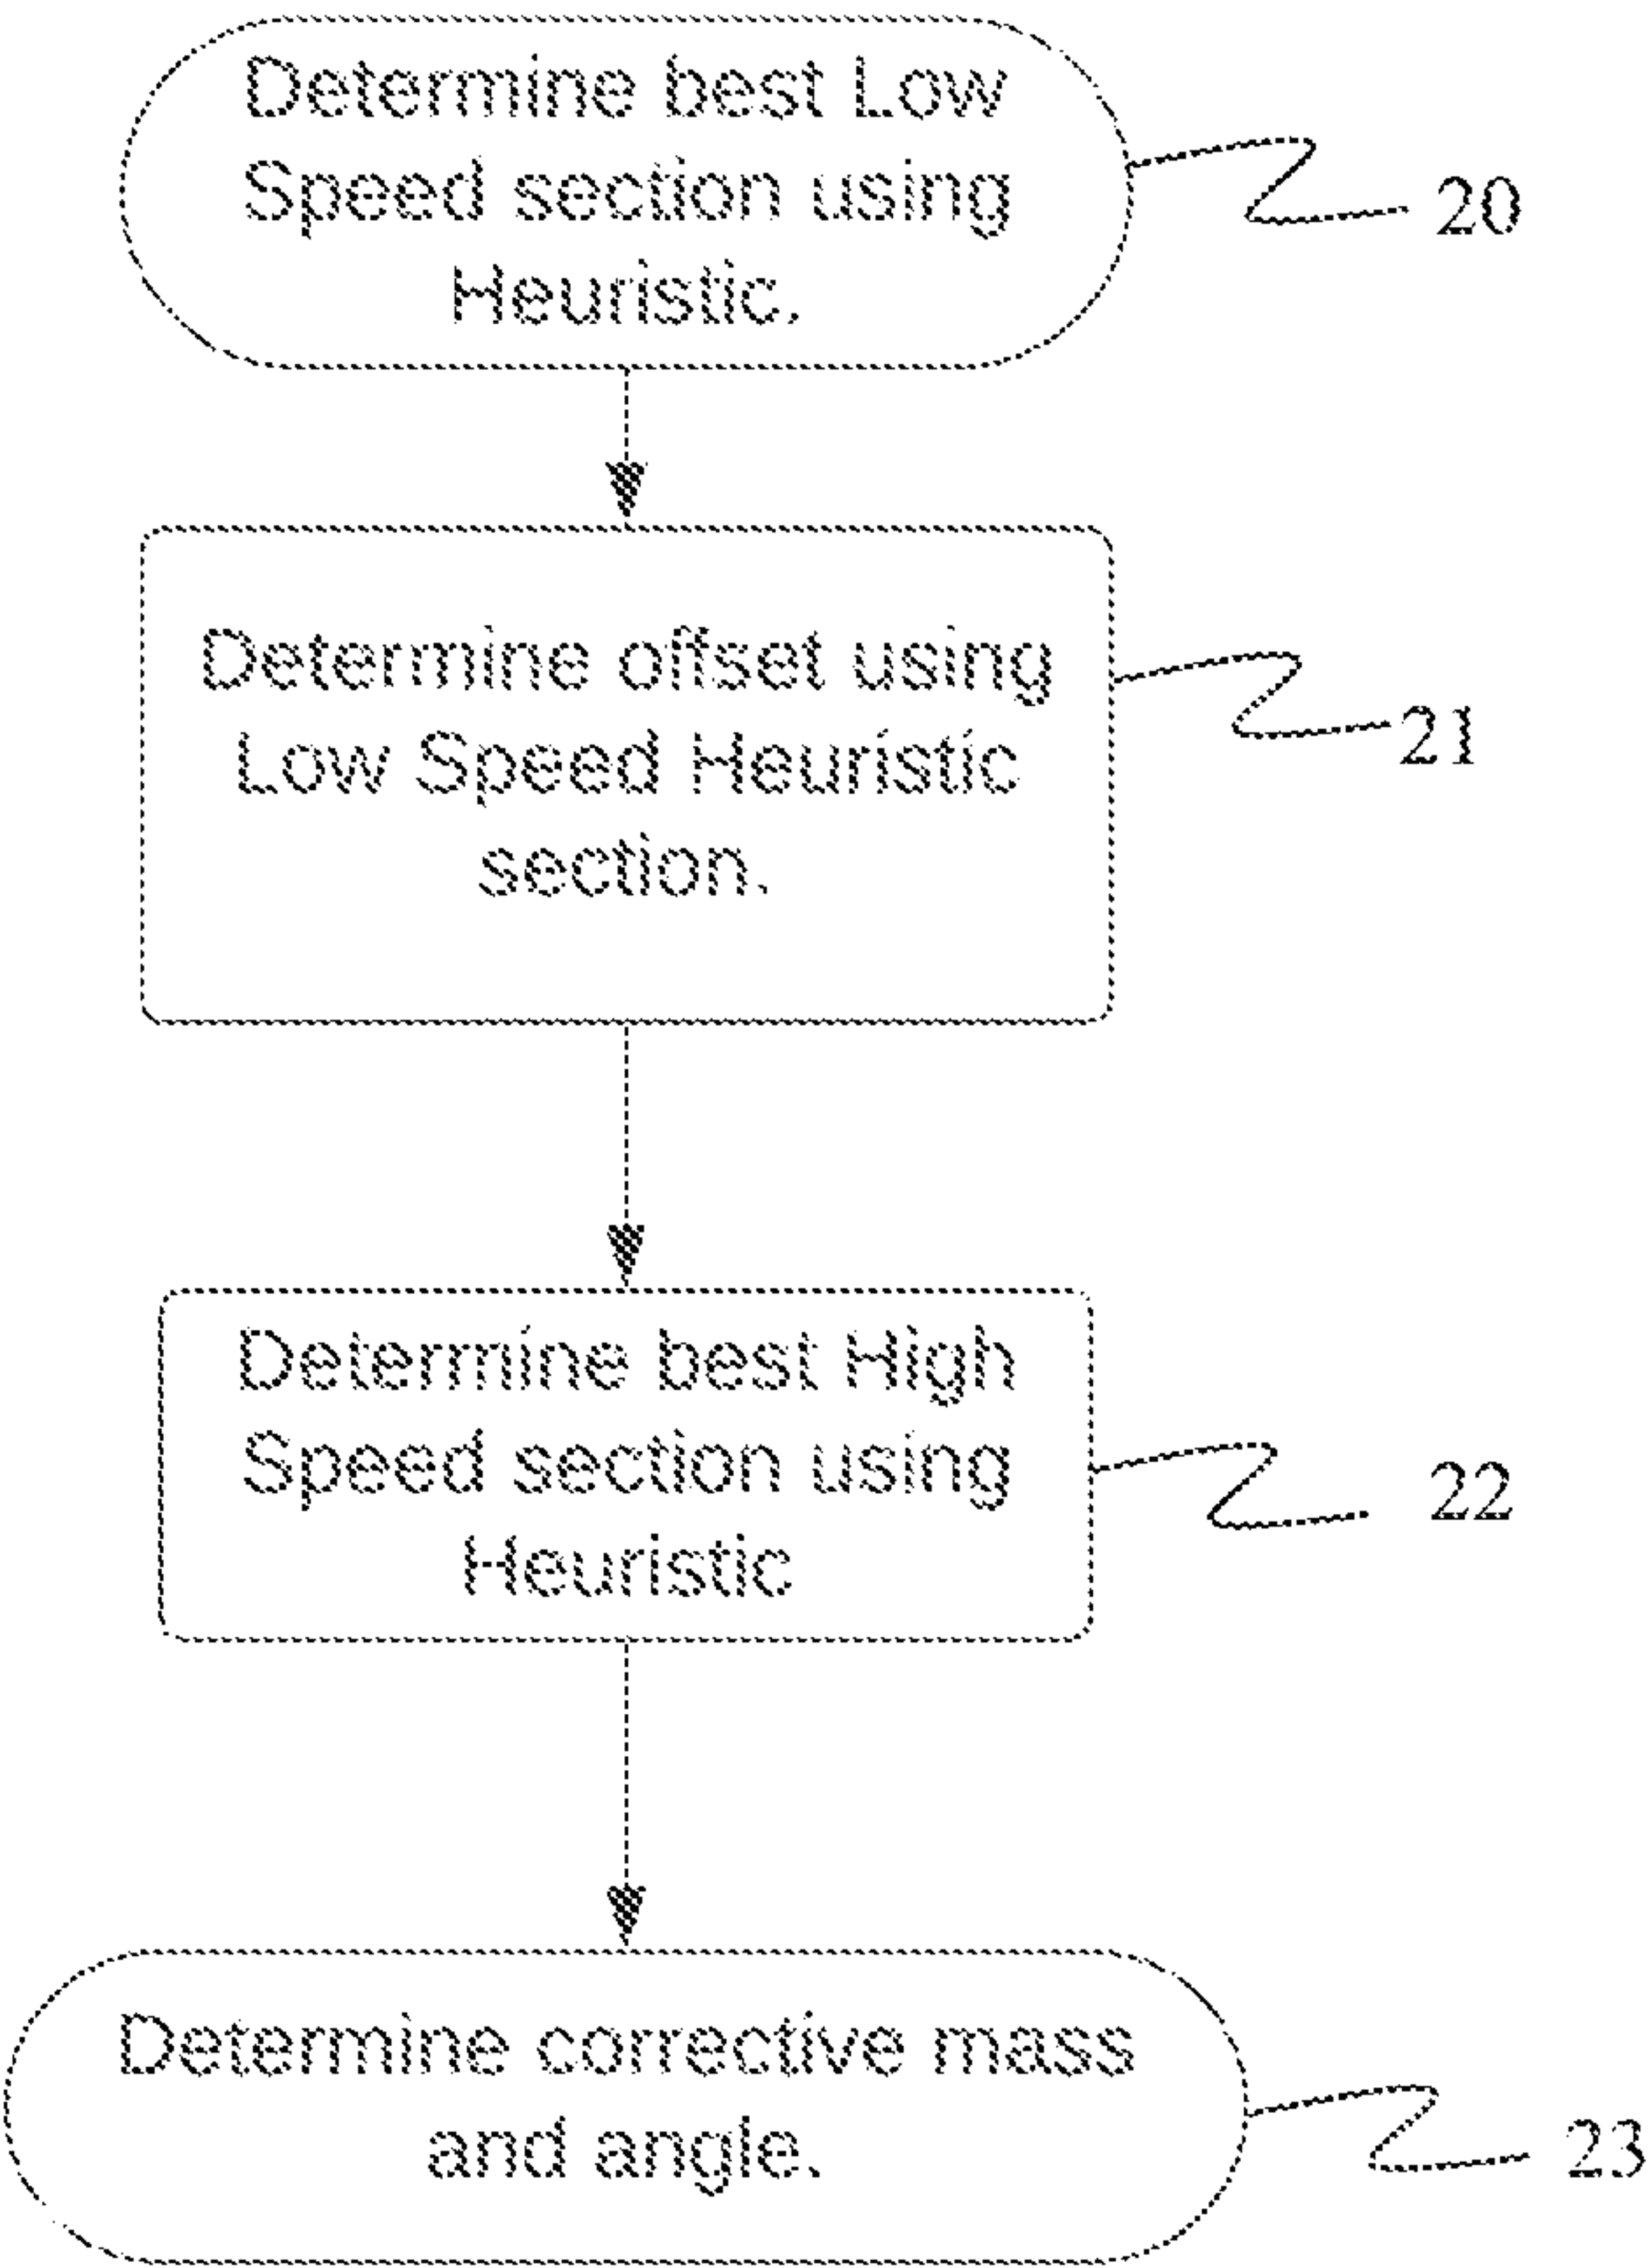 Determine best Low
Speed section using
Heuristic.
20
Determine offset using
Low Speed Heuristic
section.
21
Determine best High
Speed section using
Heuristic
22
Determine corrective mass
and angle.
23